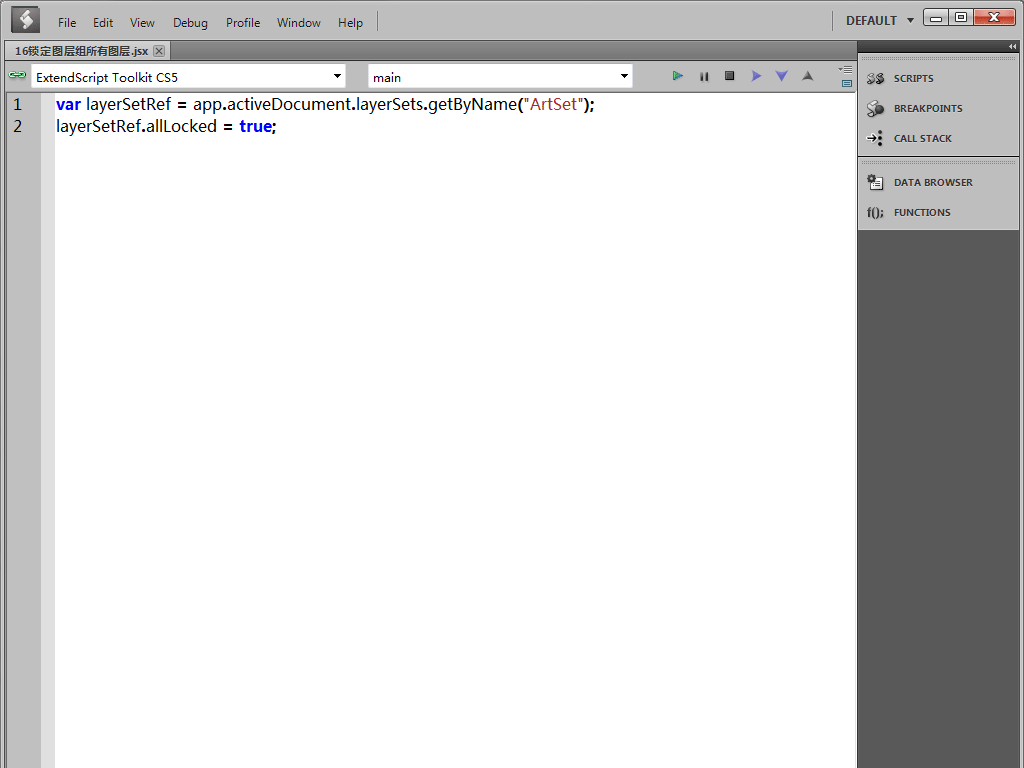 File Edit View Debug Profile Window Help DEFAULT
16锁定图层组所有图层.jsx
ExtendScript Toolkit CS5 main
1 var layerSetRef = app.activeDocument.layerSets.getByName("ArtSet");
2 layerSetRef.allLocked = true;
SCRIPTS
BREAKPOINTS
CALL STACK
DATA BROWSER
f(); FUNCTIONS